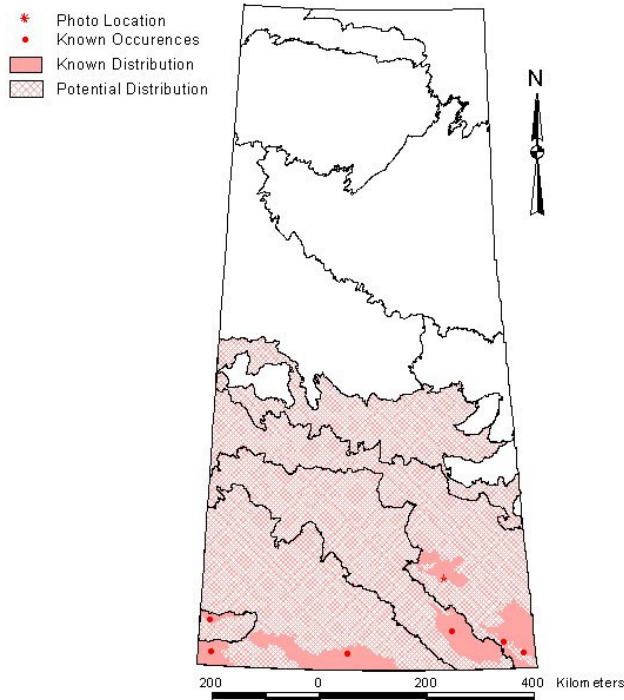 Photo Location
Known Occurences
Known Distribution
Potential Distribution
N
200 0 200 400 Kilometers